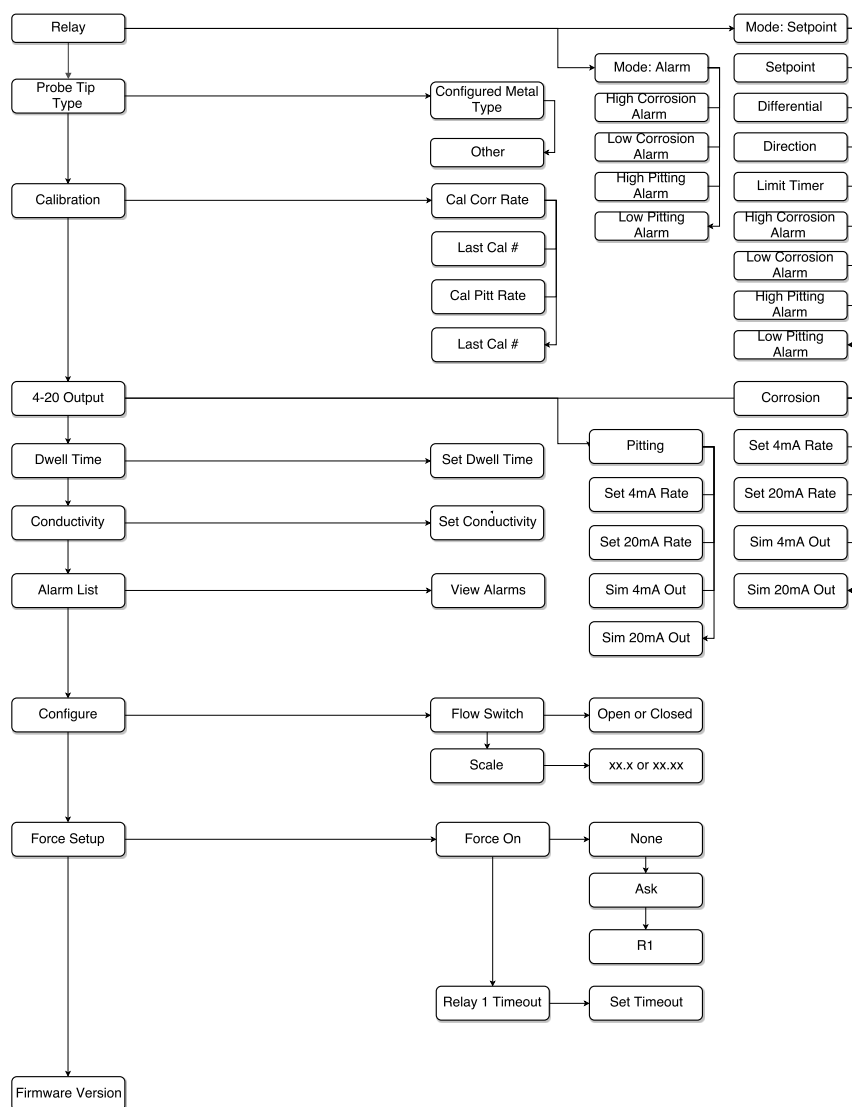 Relay
Mode: Setpoint
Mode: Alarm
Setpoint
Probe Tip
Type
Configured Metal
Type
High Corrosion
Alarm
Differential
Other
Low Corrosion
Alarm
Direction
Calibration
Cal Corr Rate
High Pitting
Alarm
Limit Timer
Low Pitting
Alarm
High Corrosion
Alarm
Last Cal #
Low Corrosion
Alarm
Cal Pitt Rate
High Pitting
Alarm
Last Cal #
Low Pitting
Alarm
4-20 Output
Corrosion
Pitting
Set 4mA Rate
Dwell Time
Set Dwell Time
Set 4mA Rate
Set 20mA Rate
Conductivity
Set Conductivity
Set 20mA Rate
Sim 4mA Out
Alarm List
View Alarms
Sim 4mA Out
Sim 20mA Out
Sim 20mA Out
Configure
Flow Switch
Open or Closed
Scale
xx.x or xx.xx
Force Setup
Force On
None
Ask
R1
Relay 1 Timeout
Set Timeout
Firmware Version